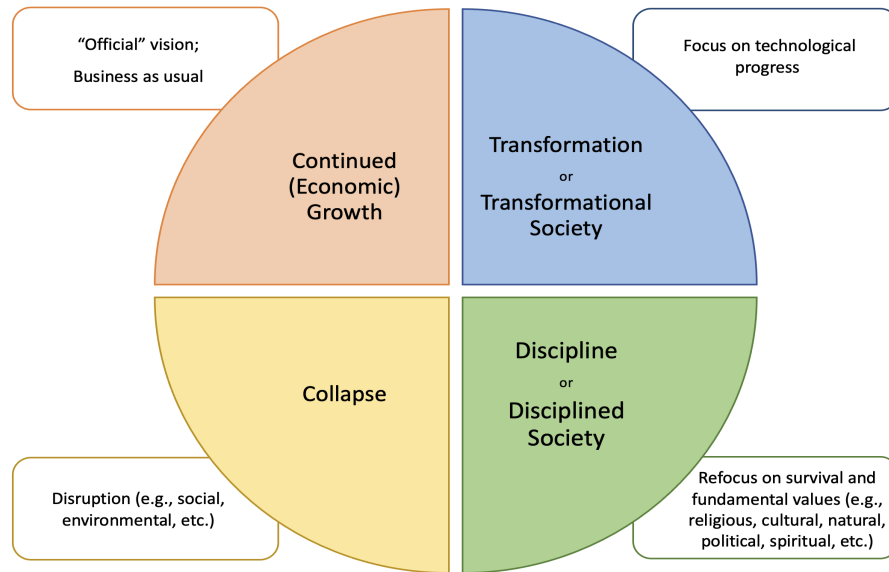 “Official” vision;
Business as usual
Focus on technological
progress
Continued
(Economic)
Growth
Transformation
or
Transformational
Society
Collapse
Discipline
or
Disciplined
Society
Disruption (e.g., social,
environmental, etc.)
Refocus on survival and
fundamental values (e.g.,
religious, cultural, natural,
political, spiritual, etc.)